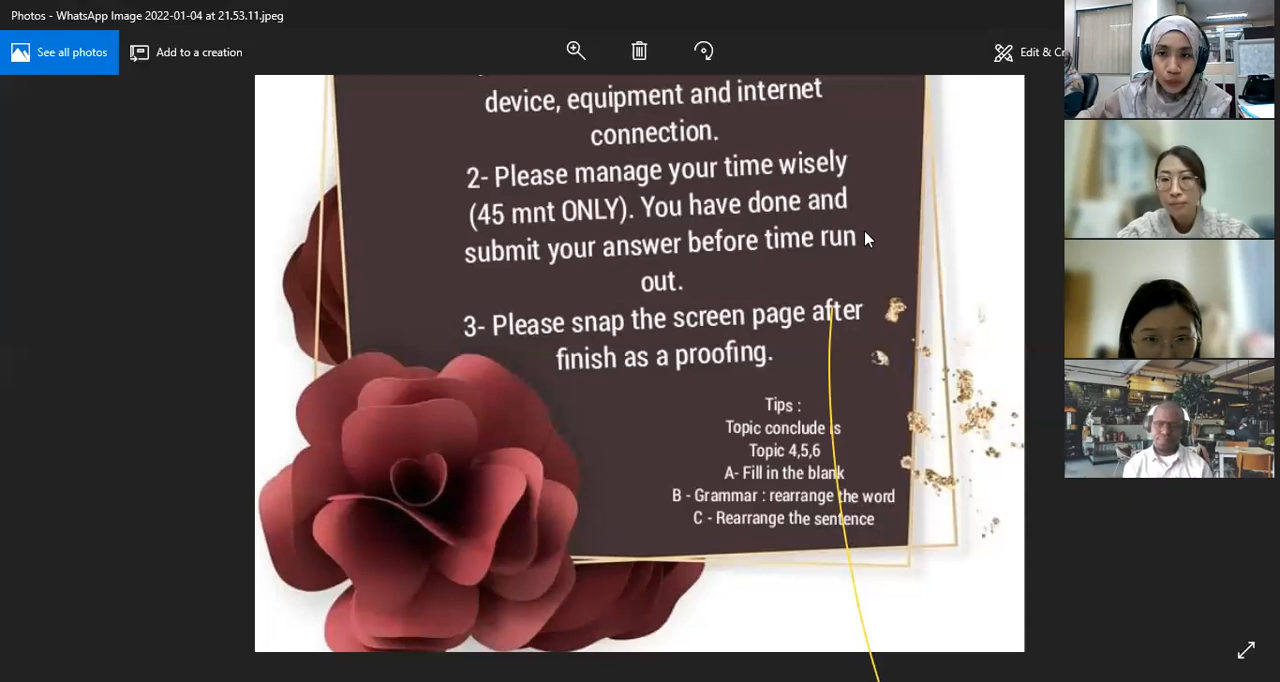 Photos - WhatsApp Image 2022-01-04 at 21.53.11.jpeg
See all photos
Add to a creation
Edit & Cr
device, equipment and internet
connection.
2- Please manage your time wisely
(45 mnt ONLY). You have done and
submit your answer before time run
out.
3- Please snap the screen page after
finish as a proofing.
Tips :
Topic conclude is
Topic 4,5,6
A- Fill in the blank
B - Grammar : rearrange the word
C - Rearrange the sentence